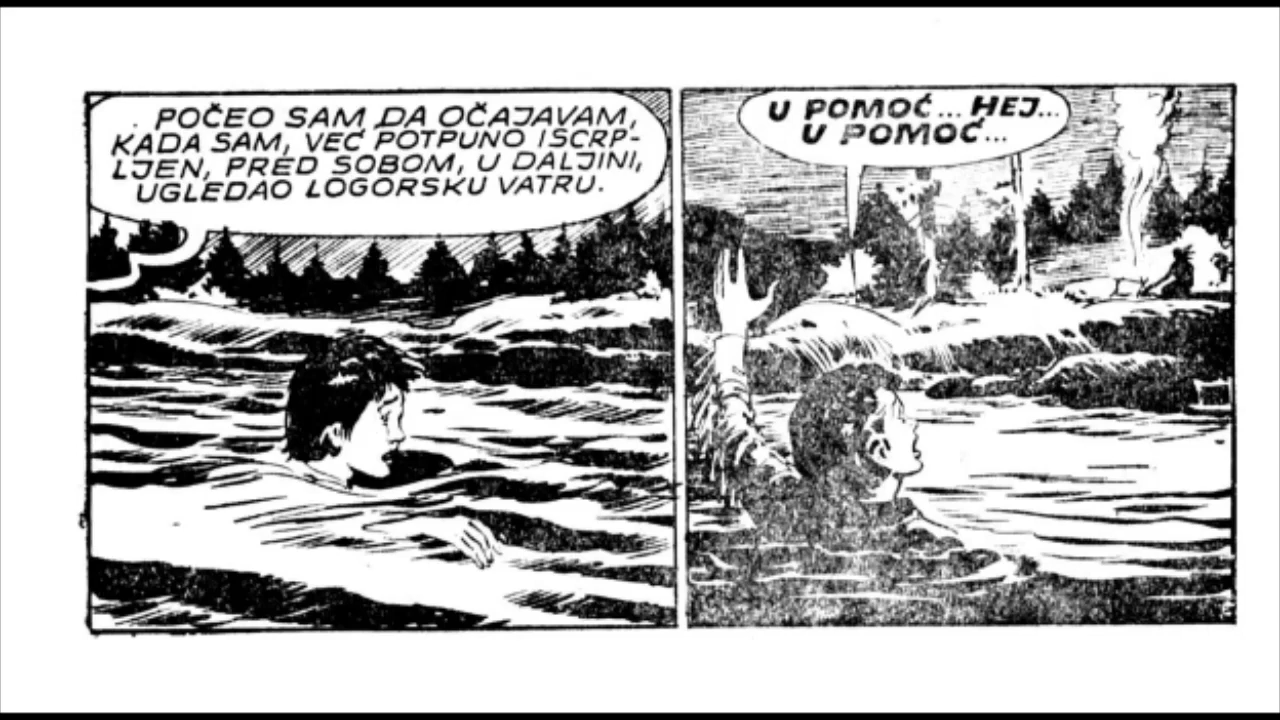 POČEO SAM DA OČAJAVAM,
KADA SAM, VEĆ POTPUNO ISCRP-
LJEN, PRED SOBOM, U DALJINI,
UGLEDAO LOGORSKU VATRU.
U POMOĆ... HEJ...
U POMOĆ...